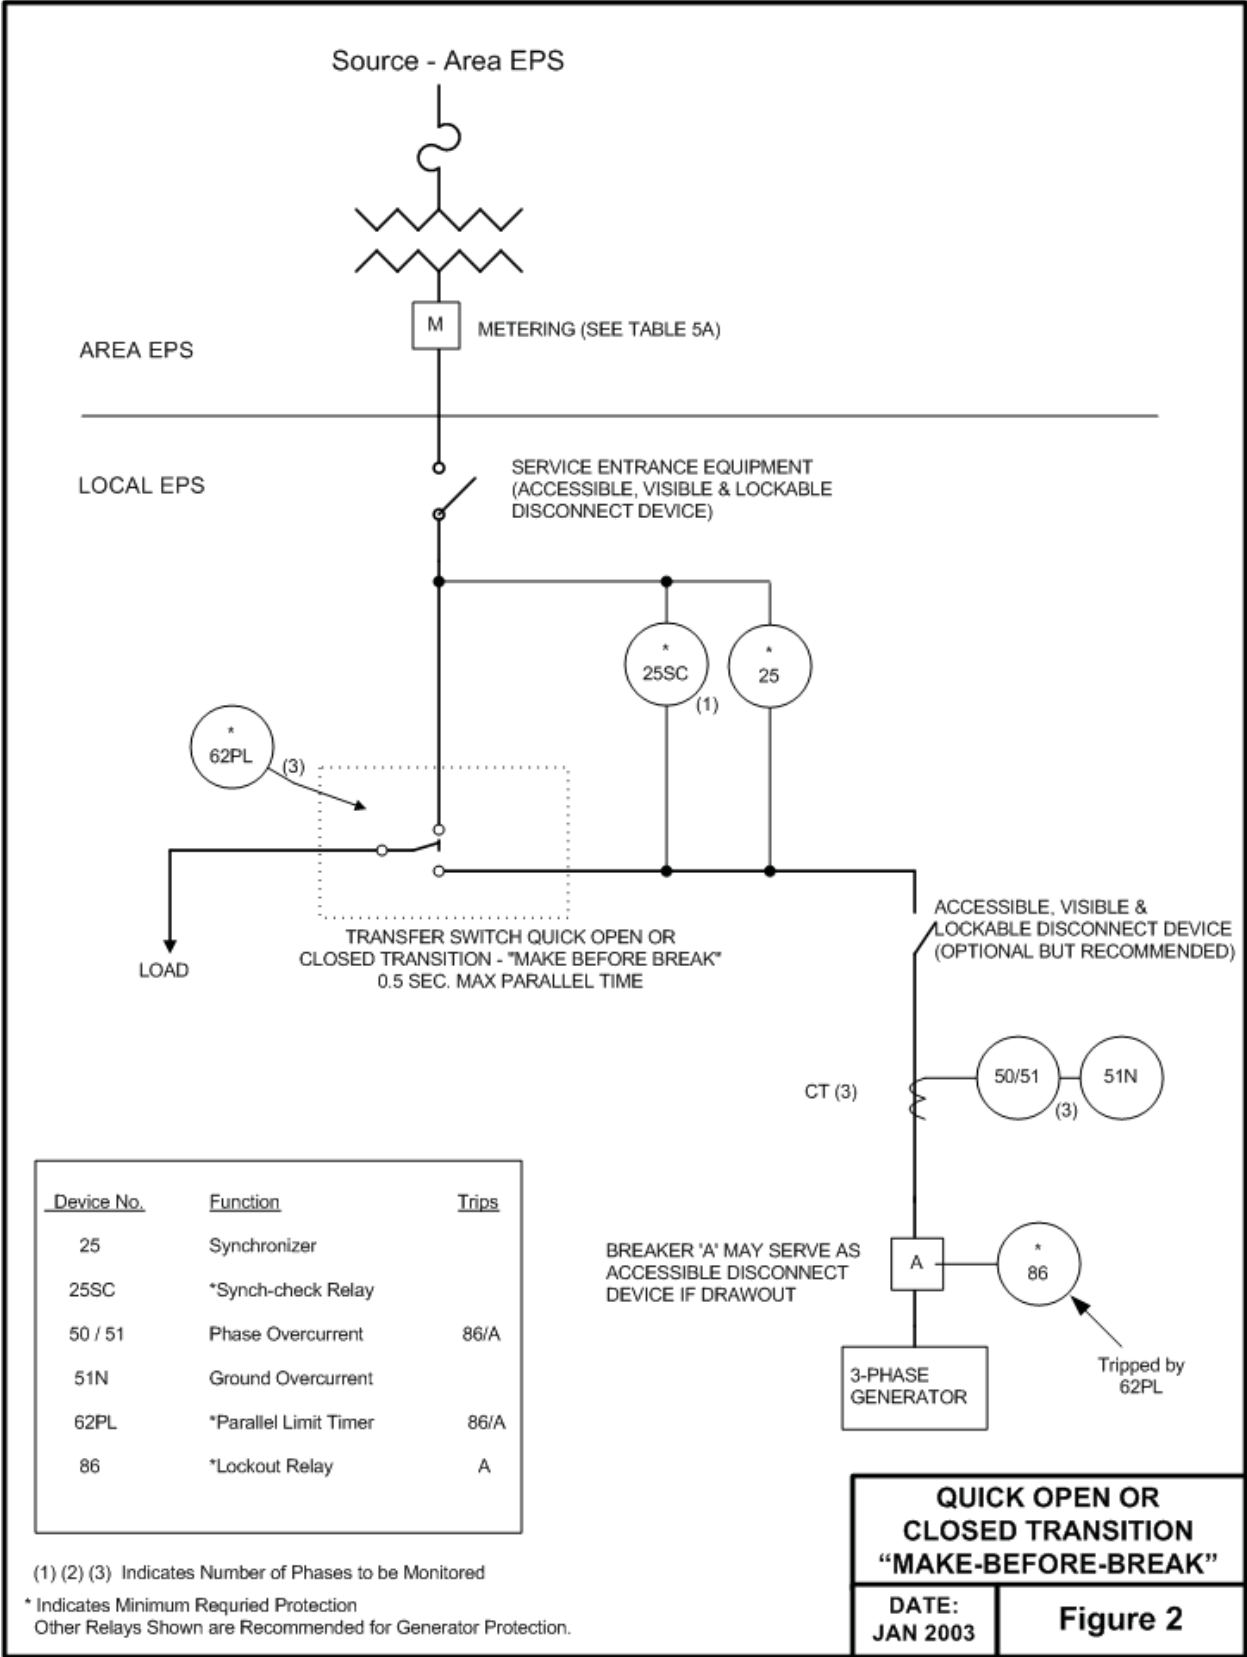 Source - Area EPS
M
METERING (SEE TABLE 5A)
AREA EPS
LOCAL EPS
SERVICE ENTRANCE EQUIPMENT
(ACCESSIBLE, VISIBLE & LOCKABLE
DISCONNECT DEVICE)
*
25SC
(1)
*
25
*
62PL
(3)
LOAD
TRANSFER SWITCH QUICK OPEN OR
CLOSED TRANSITION - "MAKE BEFORE BREAK"
0.5 SEC. MAX PARALLEL TIME
ACCESSIBLE, VISIBLE &
LOCKABLE DISCONNECT DEVICE
(OPTIONAL BUT RECOMMENDED)
CT (3)
50/51
(3)
51N
BREAKER 'A' MAY SERVE AS
ACCESSIBLE DISCONNECT
DEVICE IF DRAWOUT
A
*
86
Tripped by
62PL
3-PHASE
GENERATOR
Device No. Function Trips
25 Synchronizer
25SC *Synch-check Relay
50 / 51 Phase Overcurrent 86/A
51N Ground Overcurrent
62PL *Parallel Limit Timer 86/A
86 *Lockout Relay A
(1) (2) (3) Indicates Number of Phases to be Monitored
* Indicates Minimum Requried Protection
Other Relays Shown are Recommended for Generator Protection.
QUICK OPEN OR
CLOSED TRANSITION
“MAKE-BEFORE-BREAK”
DATE:
JAN 2003
Figure 2